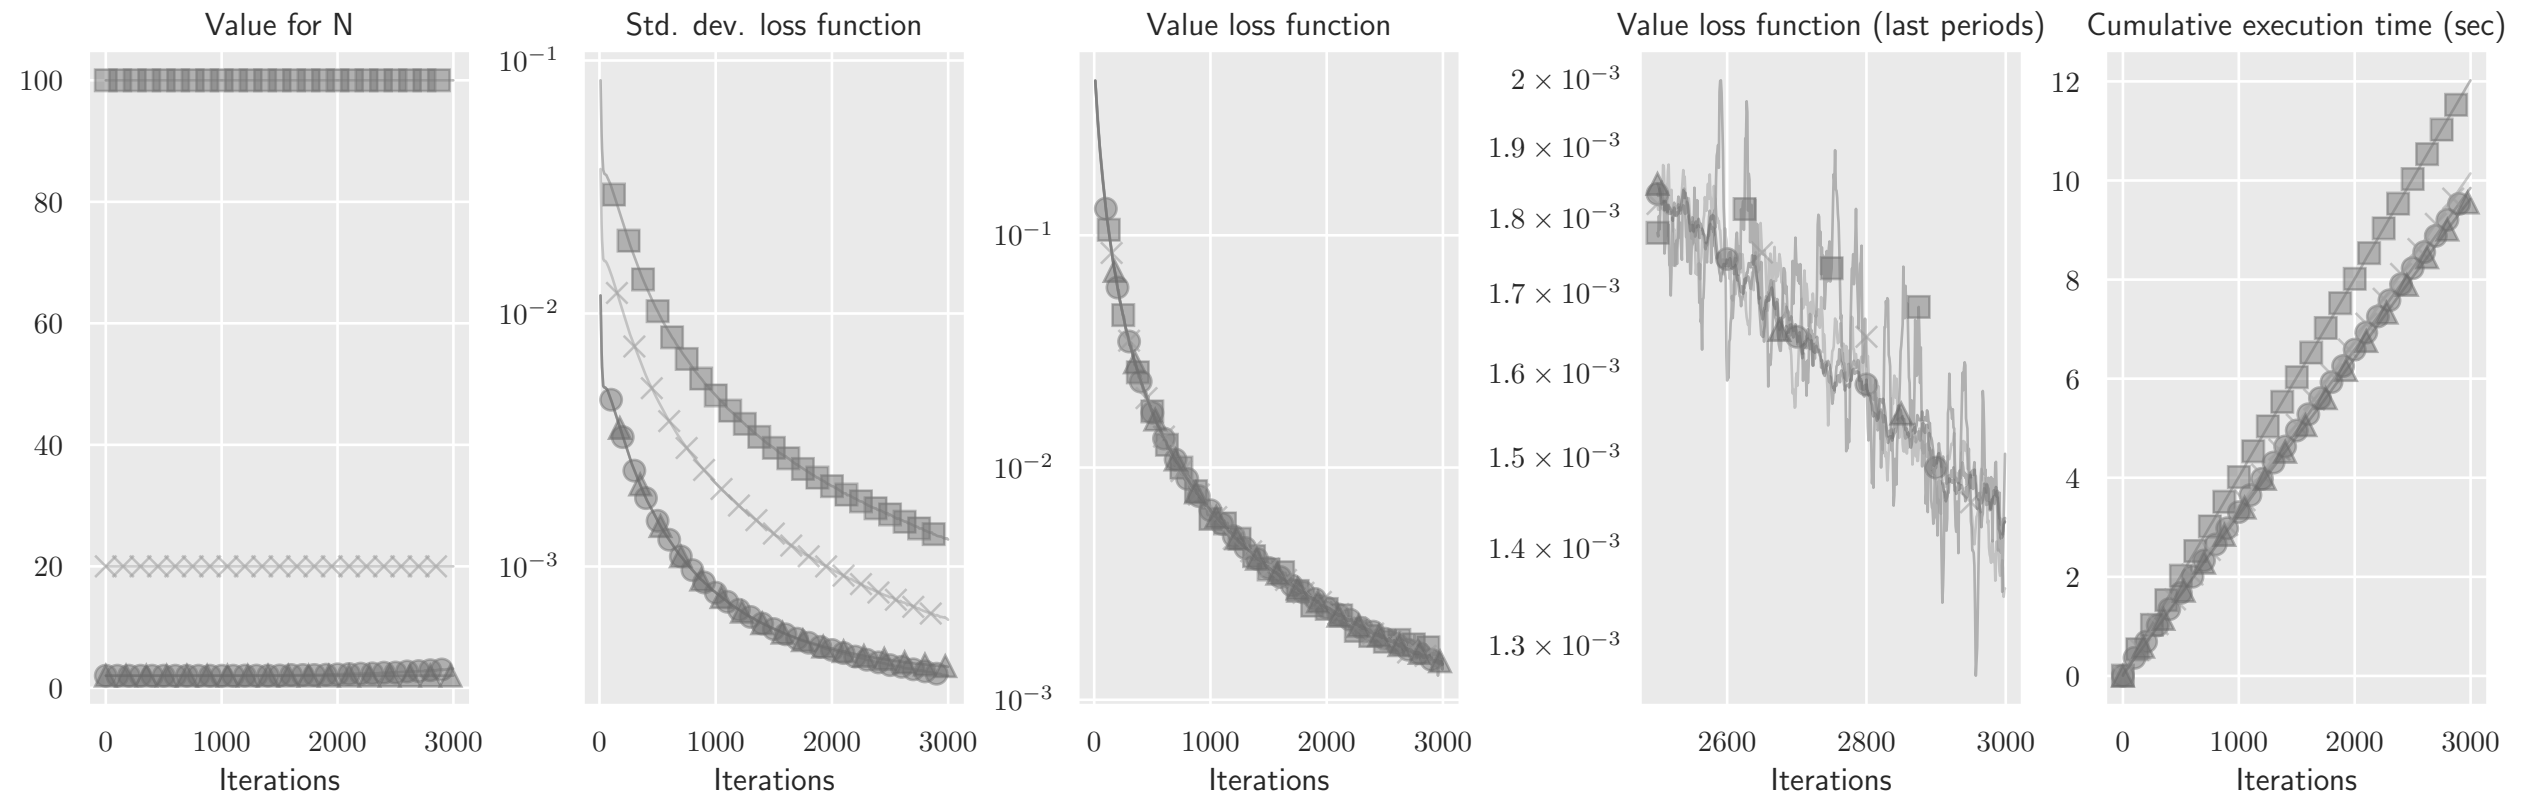 Value for N
100
80
60
40
20
0
0 1000 2000 3000
Iterations
Std. dev. loss function
10⁻¹
10⁻²
10⁻³
0 1000 2000 3000
Iterations
Value loss function
10⁻¹
10⁻²
10⁻³
0 1000 2000 3000
Iterations
Value loss function (last periods)
2 × 10⁻³
1.9 × 10⁻³
1.8 × 10⁻³
1.7 × 10⁻³
1.6 × 10⁻³
1.5 × 10⁻³
1.4 × 10⁻³
1.3 × 10⁻³
2600 2800 3000
Iterations
Cumulative execution time (sec)
12
10
8
6
4
2
0
0 1000 2000 3000
Iterations